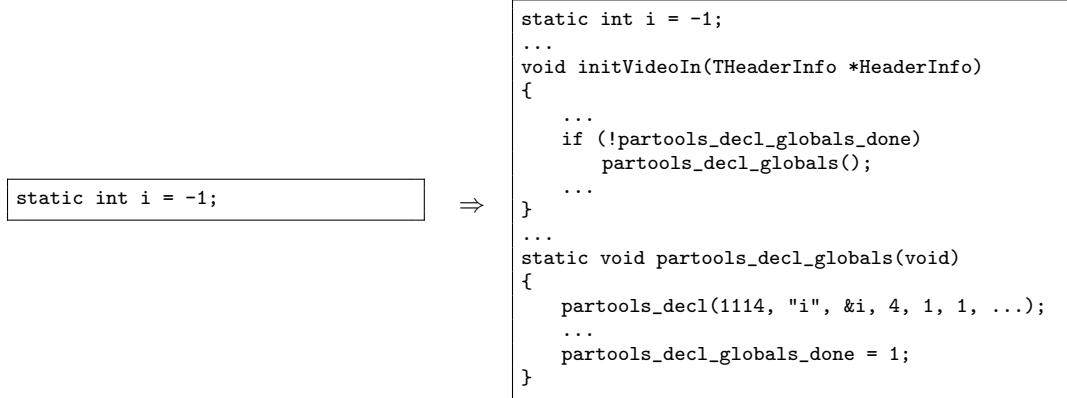 static int i = -1;
⇒
static int i = -1;
...
void initVideoIn(THeaderInfo *HeaderInfo)
{
    ...
    if (!partools_decl_globals_done)
        partools_decl_globals();
    ...
}
...
static void partools_decl_globals(void)
{
    partools_decl(1114, "i", &i, 4, 1, 1, ...);
    ...
    partools_decl_globals_done = 1;
}